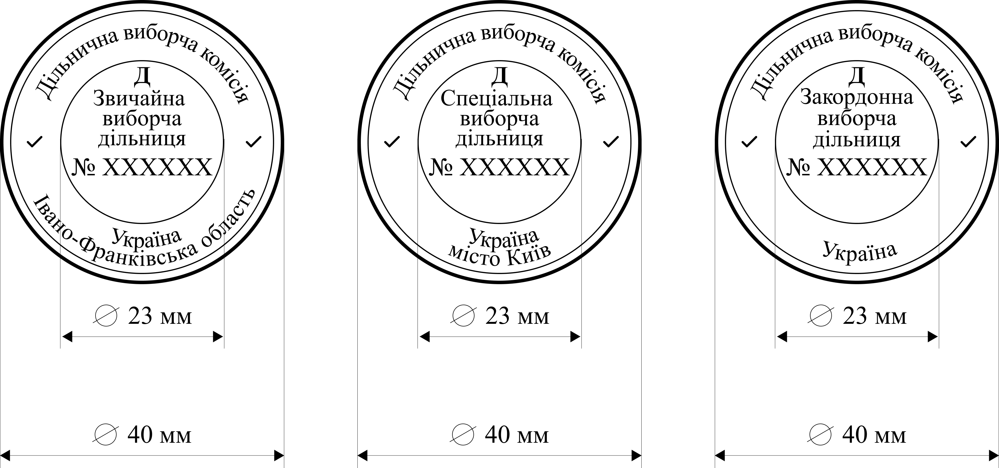 Дільнична виборча комісія
Д
Звичайна
виборча
дільниця
№ XXXXXX
Україна
Івано-Франківська область
∅ 23 мм
∅ 40 мм
Дільнична виборча комісія
Д
Спеціальна
виборча
дільниця
№ XXXXXX
Україна
місто Київ
∅ 23 мм
∅ 40 мм
Дільнична виборча комісія
Д
Закордонна
виборча
дільниця
№ XXXXXX
Україна
∅ 23 мм
∅ 40 мм